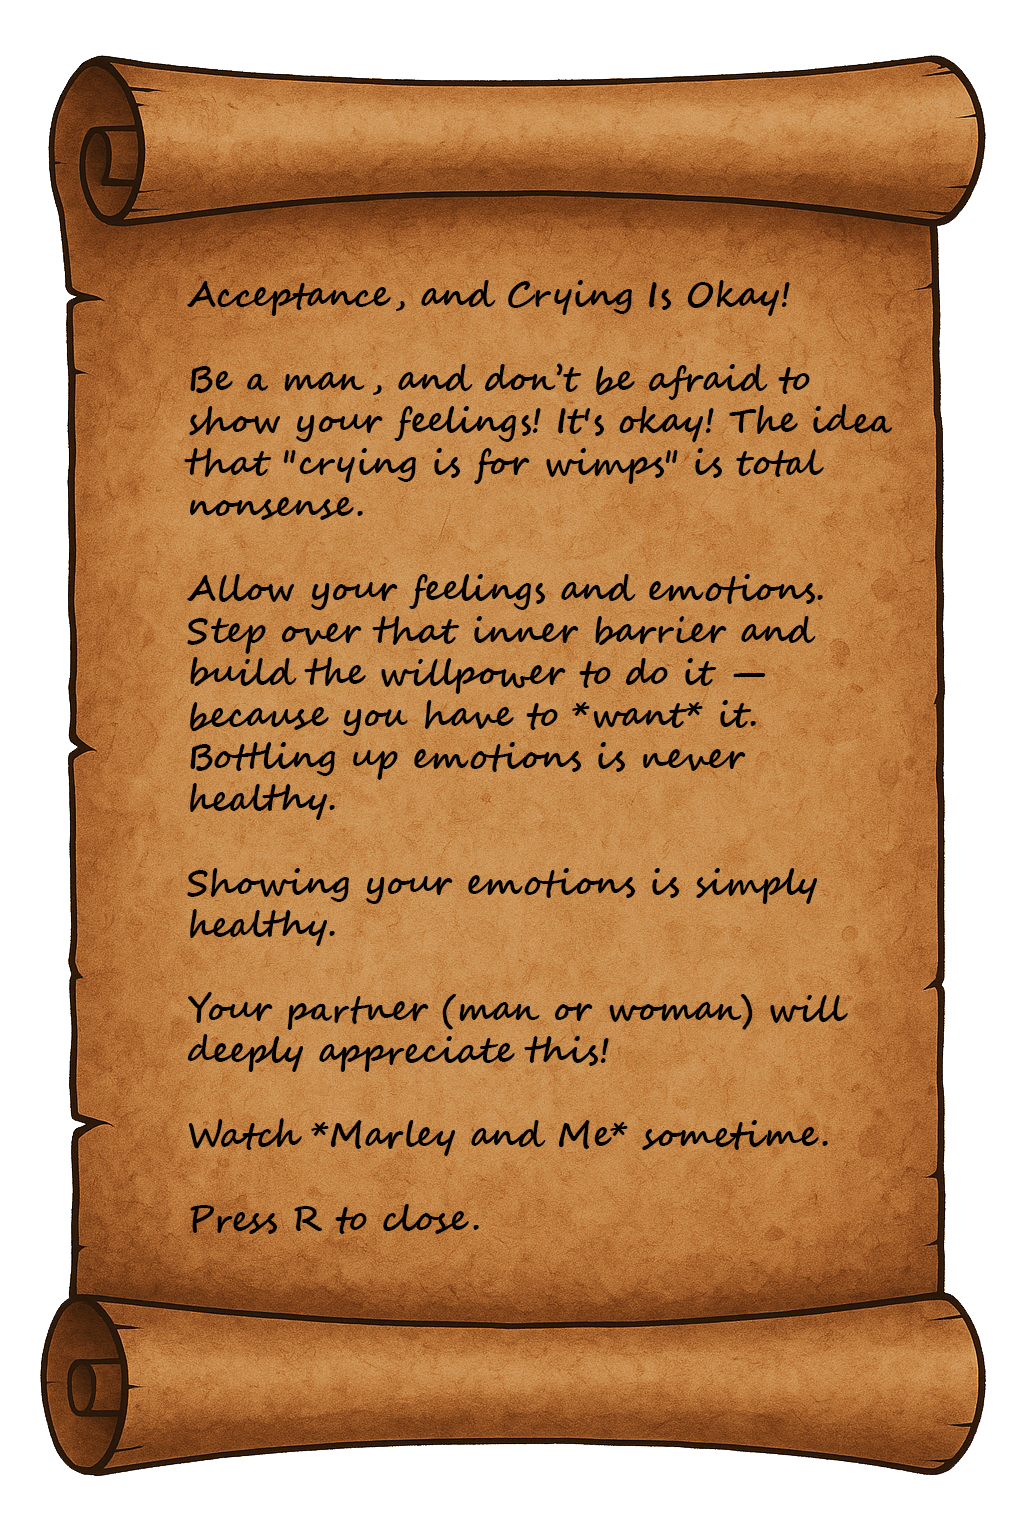 Acceptance, and Crying Is Okay!
Be a man, and don't be afraid to
show your feelings! It's okay! The idea
that "crying is for wimps" is total
nonsense.
Allow your feelings and emotions.
Step over that inner barrier and
build the willpower to do it —
because you have to *want* it.
Bottling up emotions is never
healthy.
Showing your emotions is simply
healthy.
Your partner (man or woman) will
deeply appreciate this!
Watch *Marley and Me* sometime.
Press R to close.